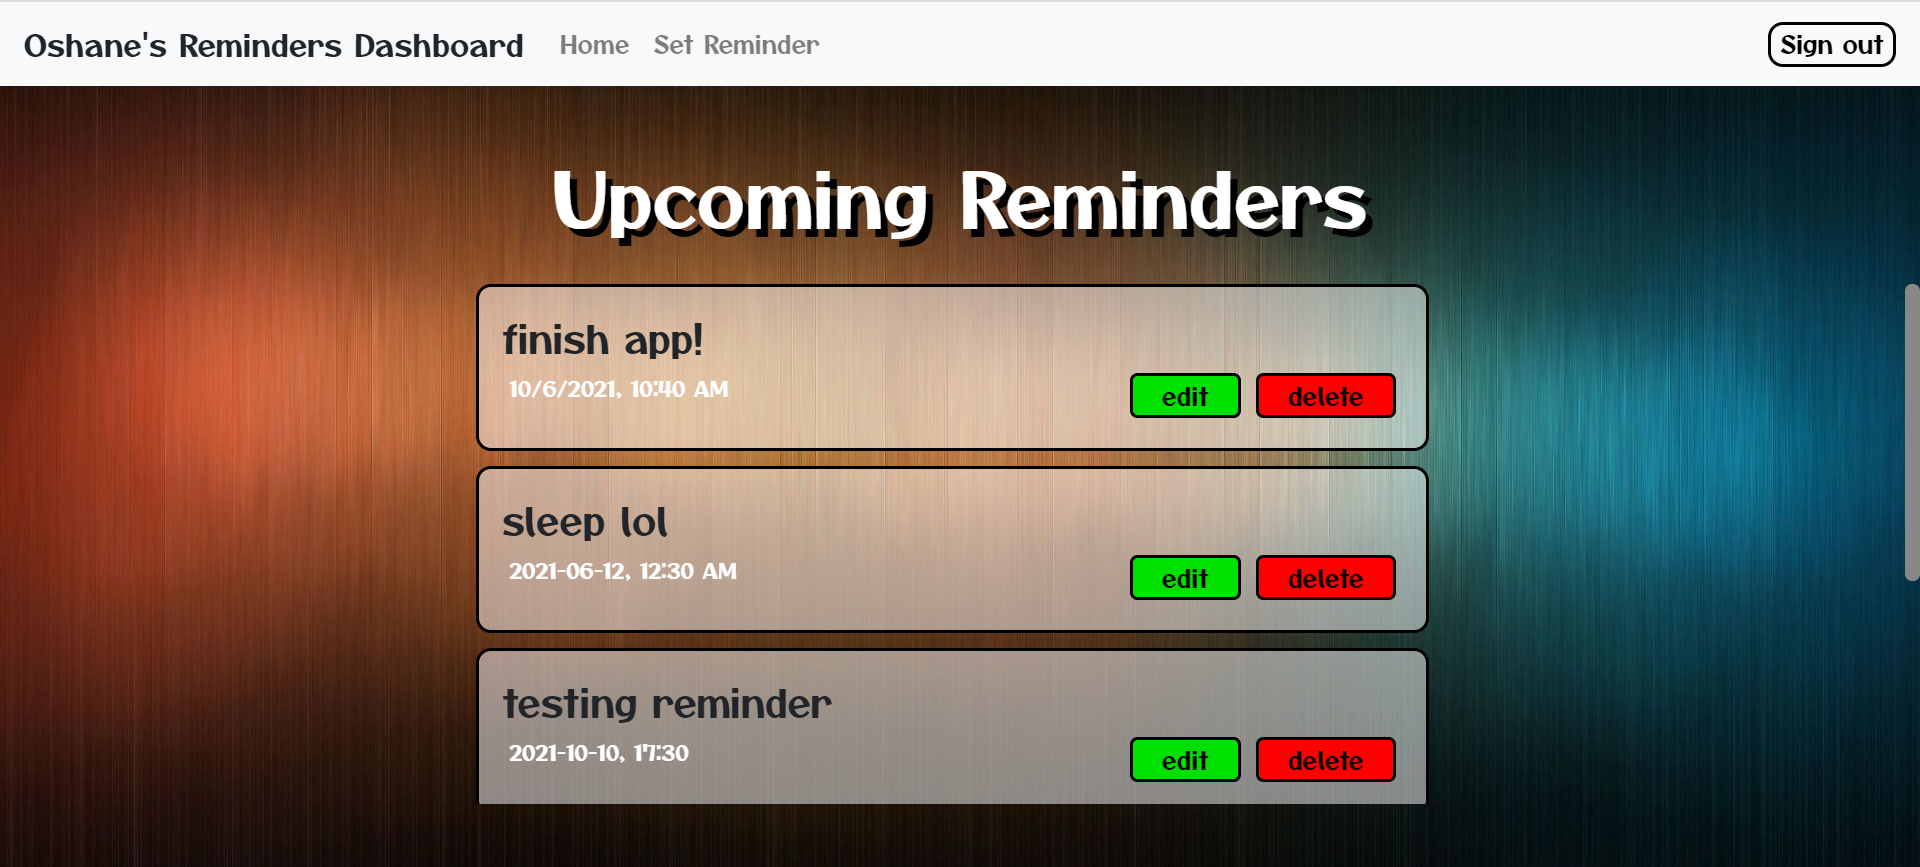 Oshane's Reminders Dashboard Home Set Reminder Sign out
Upcoming Reminders
finish app!
10/6/2021, 10:40 AM
edit delete
sleep lol
2021-06-12, 12:30 AM
edit delete
testing reminder
2021-10-10, 17:30
edit delete